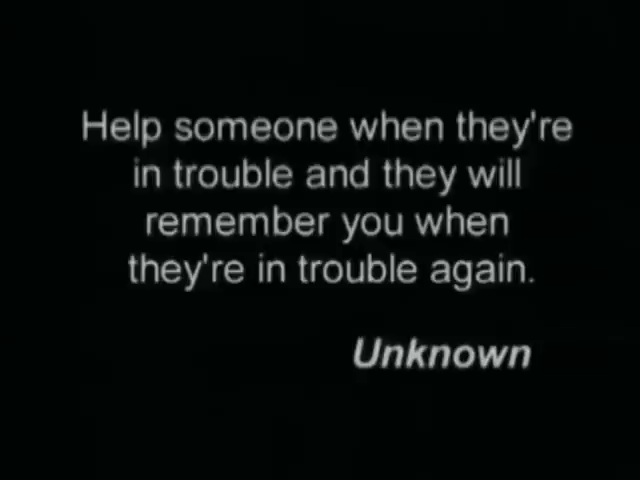 Help someone when they're
in trouble and they will
remember you when
they're in trouble again.
Unknown